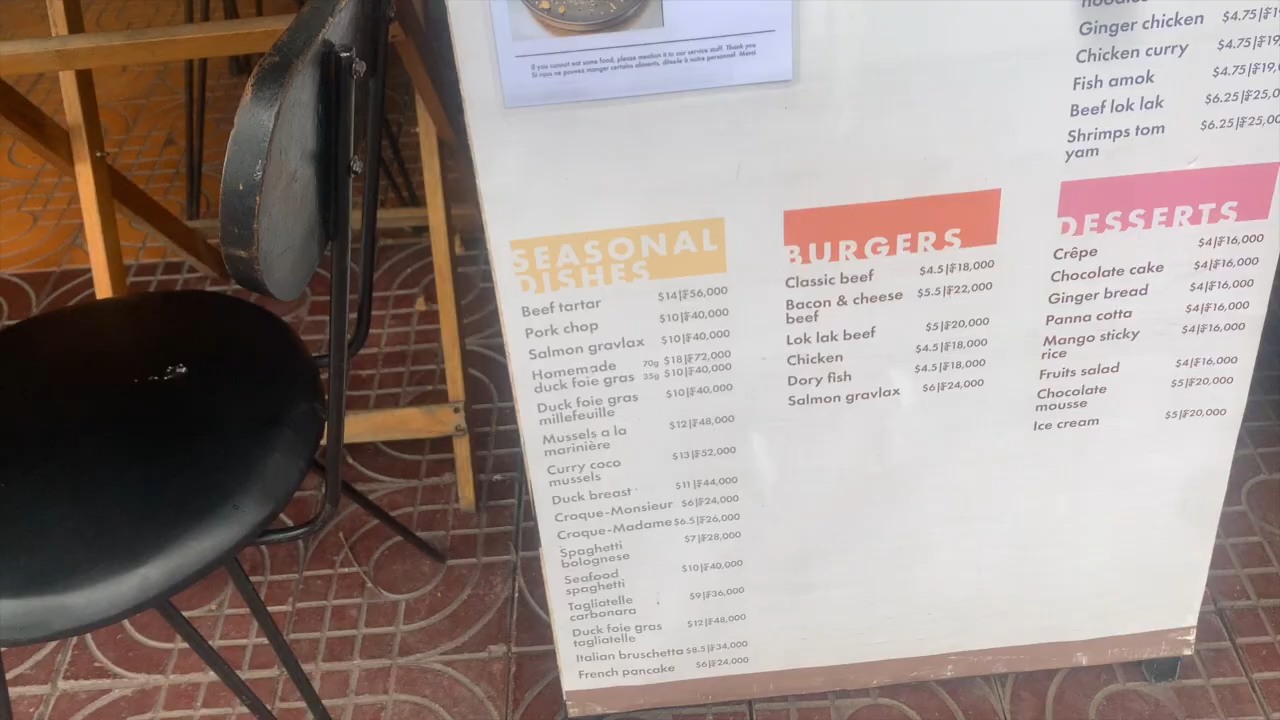 If you cannot eat some food, please mention it to our service staff. Thank you
Si vous ne pouvez manger certains aliments, dites-le à notre personnel. Merci
noodles
Ginger chicken $4.75|៛19
Chicken curry $4.75|៛19,
Fish amok $4.75|៛19,0
Beef lok lak $6.25|៛25,0
Shrimps tom $6.25|៛25,00
yam
SEASONAL
DISHES
Beef tartar $14|៛56,000
Pork chop $10|៛40,000
Salmon gravlax $10|៛40,000
Homemade 70g $18|៛72,000
duck foie gras 35g $10|៛40,000
Duck foie gras $10|៛40,000
millefeuille
Mussels a la $12|៛48,000
marinière
Curry coco $13|៛52,000
mussels
Duck breast $11|៛44,000
Croque-Monsieur $6|៛24,000
Croque-Madame $6.5|៛26,000
Spaghetti $7|៛28,000
bolognese
Seafood $10|៛40,000
spaghetti
Tagliatelle $9|៛36,000
carbonara
Duck foie gras $12|៛48,000
tagliatelle
Italian bruschetta $8.5|៛34,000
French pancake $6|៛24,000
BURGERS
Classic beef $4.5|៛18,000
Bacon & cheese $5.5|៛22,000
beef
Lok lak beef $5|៛20,000
Chicken $4.5|៛18,000
Dory fish $4.5|៛18,000
Salmon gravlax $6|៛24,000
DESSERTS
Crêpe $4|៛16,000
Chocolate cake $4|៛16,000
Ginger bread $4|៛16,000
Panna cotta $4|៛16,000
Mango sticky $4|៛16,000
rice
Fruits salad $4|៛16,000
Chocolate $5|៛20,000
mousse
Ice cream $5|៛20,000